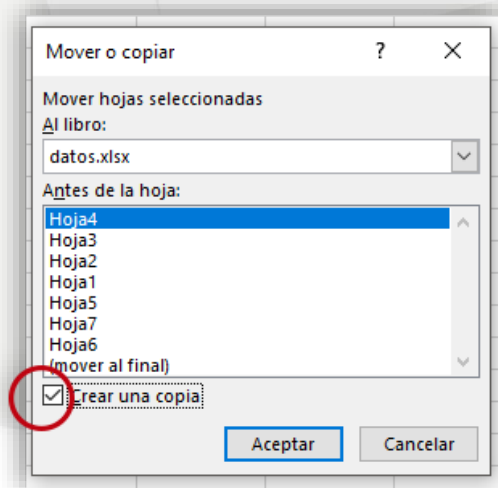 Mover o copiar ? X
Mover hojas seleccionadas
Al libro:
datos.xlsx
Antes de la hoja:
Hoja4
Hoja3
Hoja2
Hoja1
Hoja5
Hoja7
Hoja6
(mover al final)
Crear una copia
Aceptar Cancelar